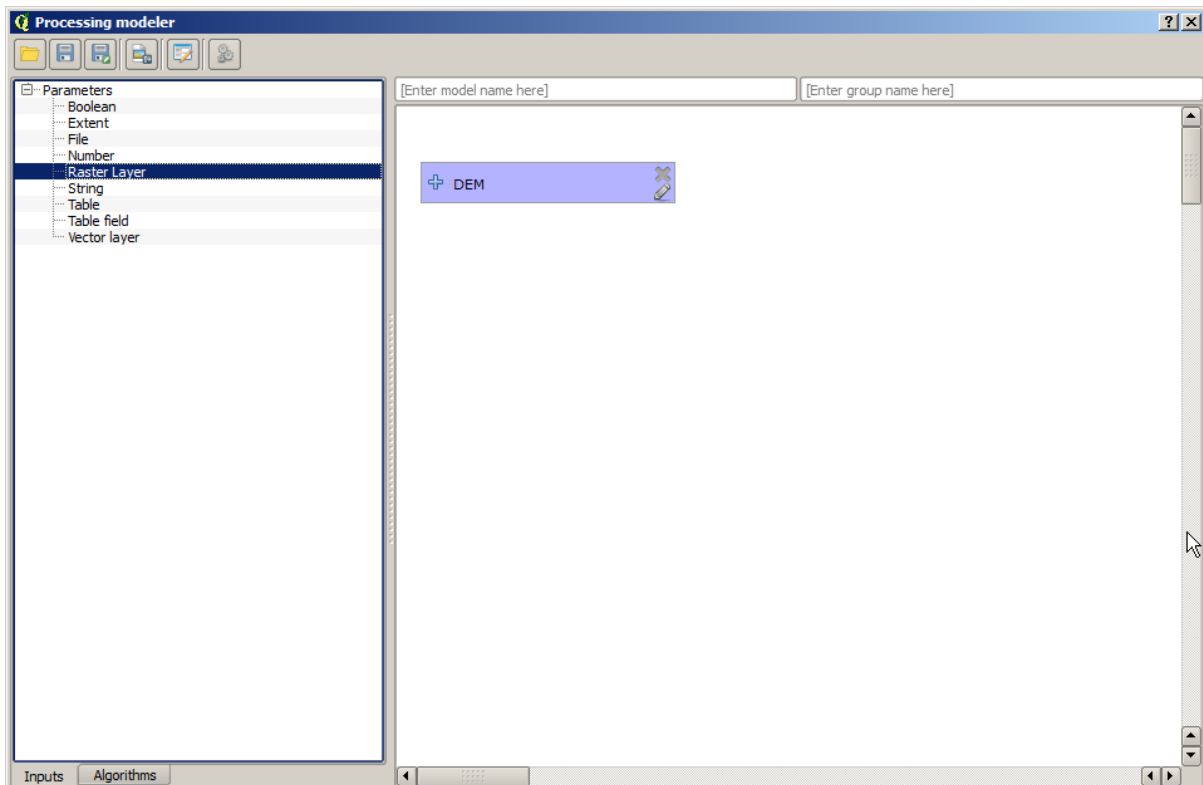 Processing modeler
Parameters
Boolean
Extent
File
Number
Raster Layer
String
Table
Table field
Vector layer
Inputs
Algorithms
[Enter model name here]
[Enter group name here]
DEM